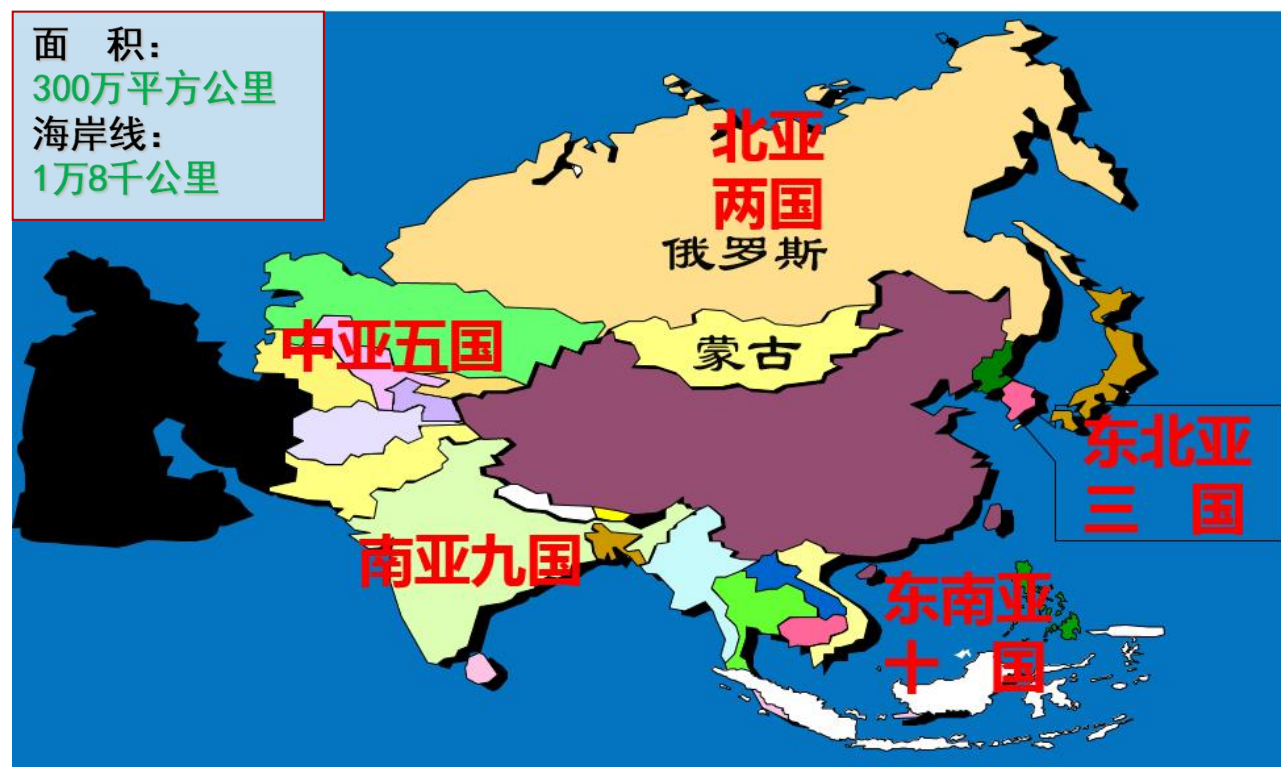 面 积：
300万平方公里
海岸线：
1万8千公里
北亚
两国
俄罗斯
中亚五国
蒙古
东北亚
三 国
南亚九国
东南亚
十 国